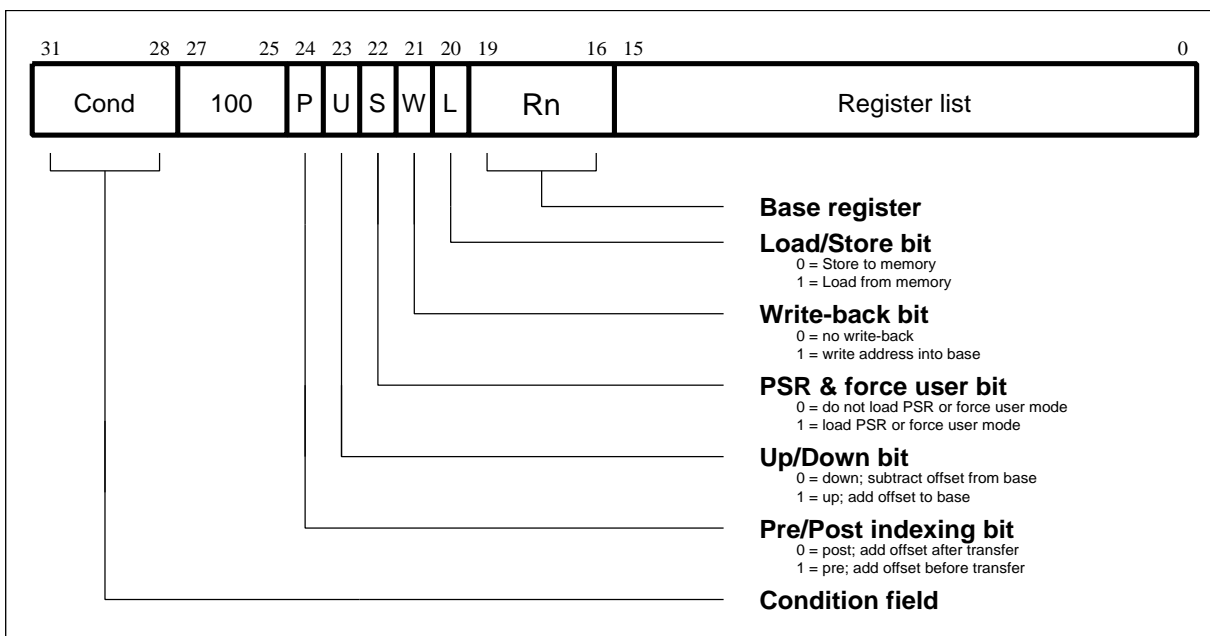 31 28 27 25 24 23 22 21 20 19 16 15 0
Cond 100 P U S W L Rn Register list
Base register
Load/Store bit
0 = Store to memory
1 = Load from memory
Write-back bit
0 = no write-back
1 = write address into base
PSR & force user bit
0 = do not load PSR or force user mode
1 = load PSR or force user mode
Up/Down bit
0 = down; subtract offset from base
1 = up; add offset to base
Pre/Post indexing bit
0 = post; add offset after transfer
1 = pre; add offset before transfer
Condition field